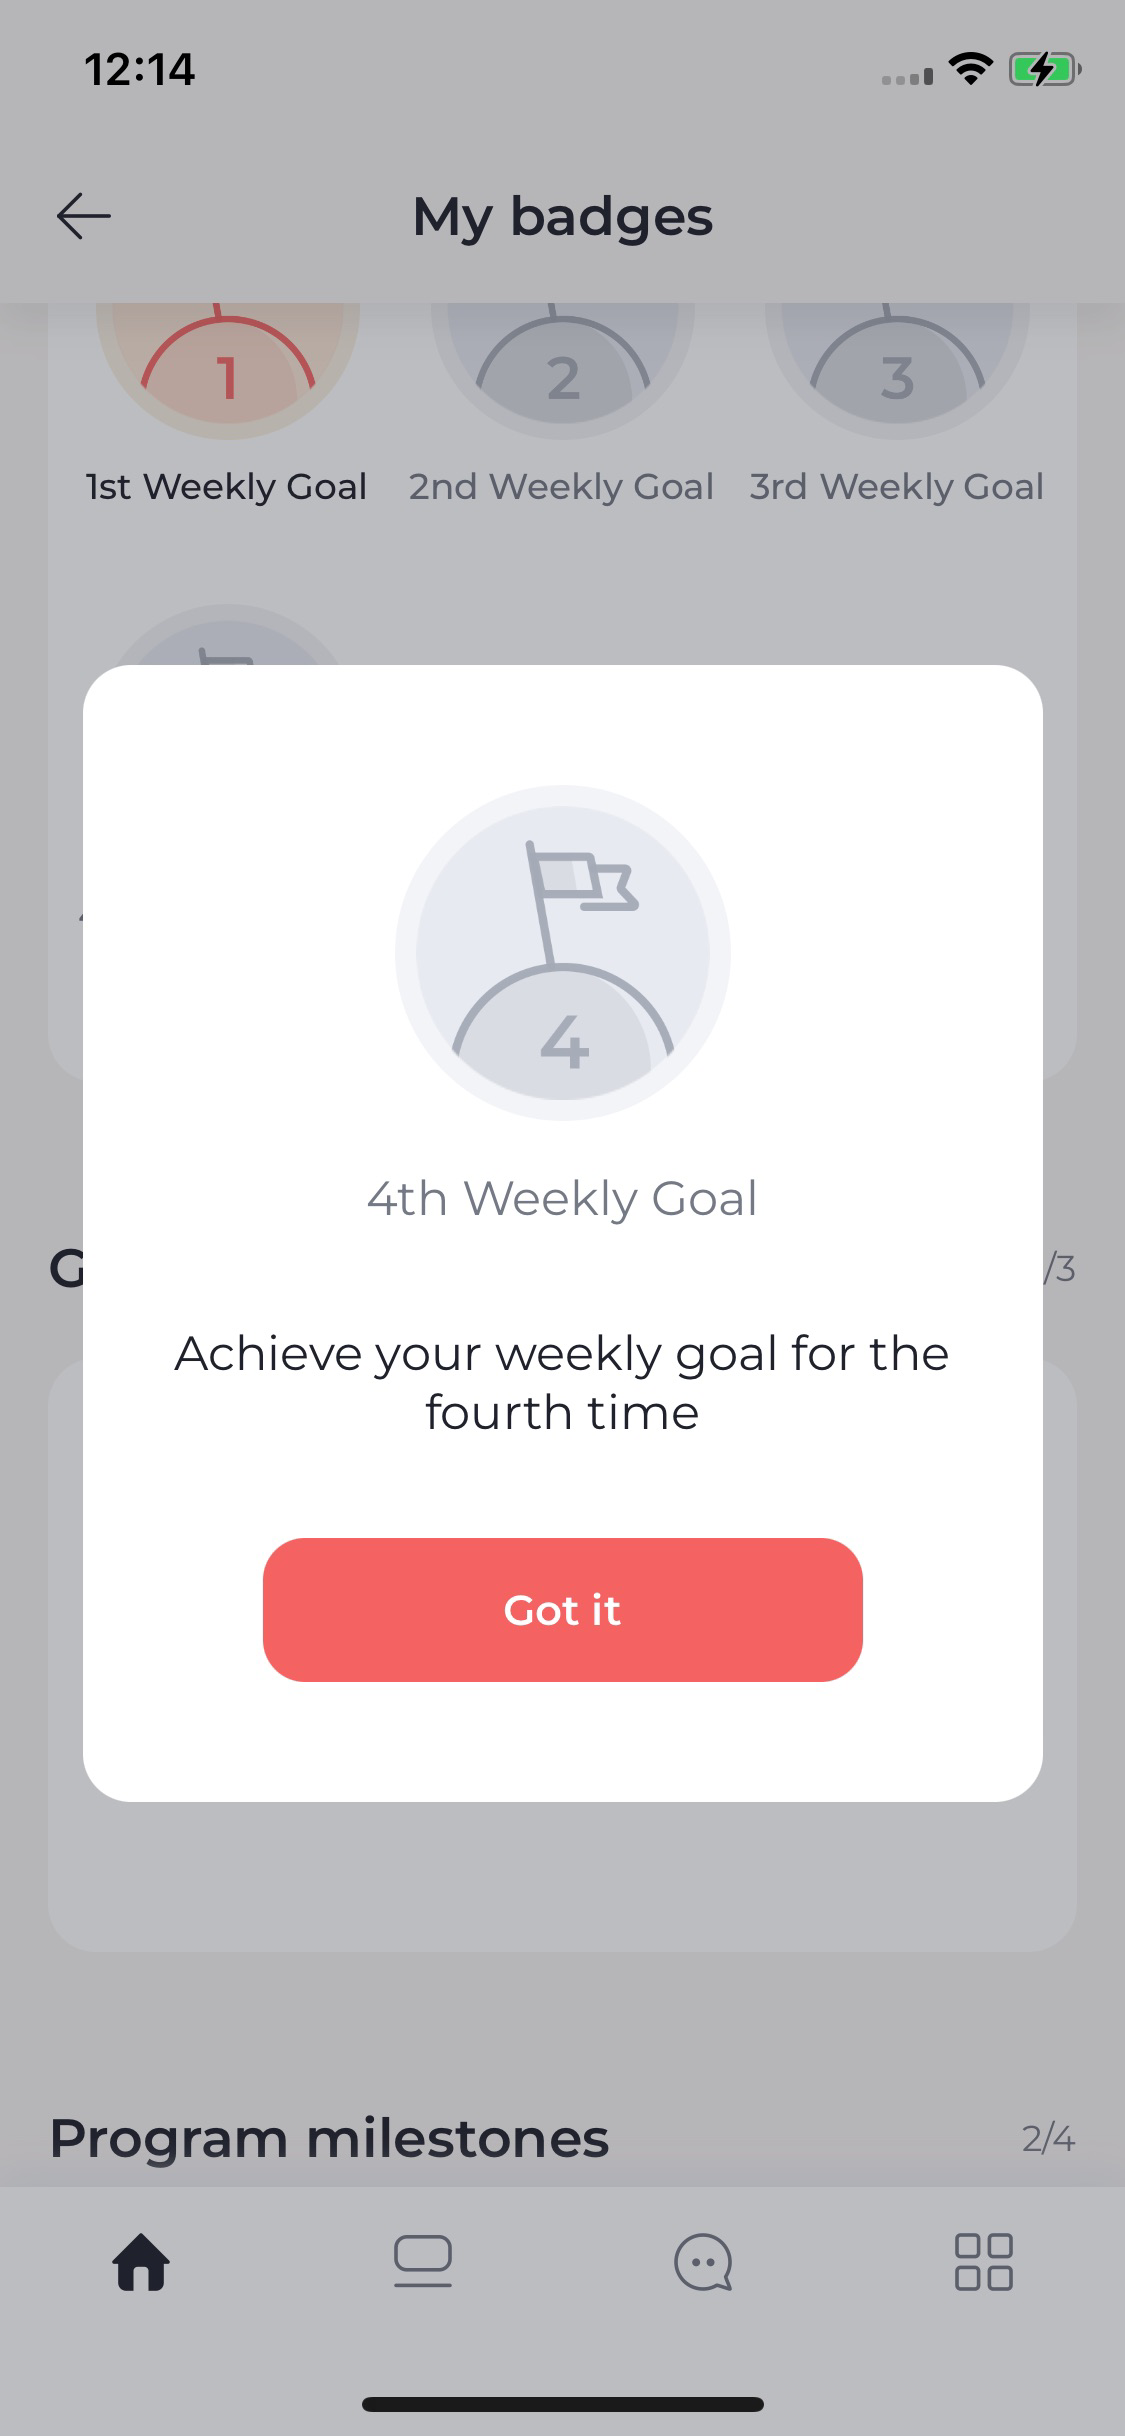 12:14
My badges
1
2
3
1st Weekly Goal
2nd Weekly Goal
3rd Weekly Goal
4
4th Weekly Goal
/3
Achieve your weekly goal for the
fourth time
Got it
Program milestones
2/4